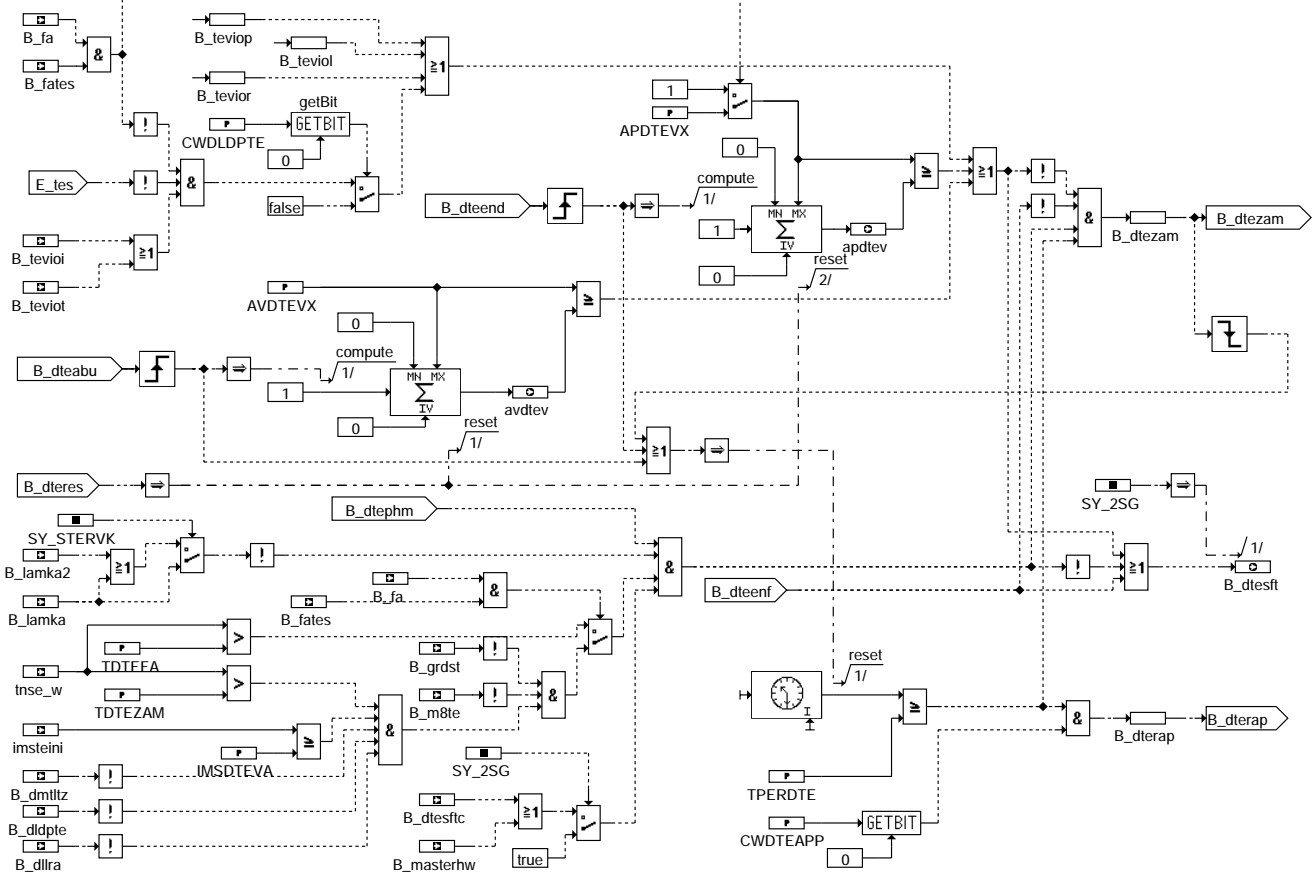 B_fa
B_fates
&
B_teviop
B_teviol
B_tevior
≥1
getBit
GETBIT
P
CWDLDPTE
0
false
!
E_tes
!
&
B_tevioi
B_teviot
≥1
1
P
APDTEVX
0
B_dteend
⇒
compute
1/
1
MN MX
Σ
IV
0
apdtev
reset
2/
≥
≥1
!
!
&
B_dtezam
B_dtezam
P
AVDTEVX
0
≥
B_dteabu
⇒
compute
1/
1
MN MX
Σ
IV
0
avdtev
reset
1/
≥1
⇒
B_dteres
⇒
B_dtephm
SY_2SG
⇒
1/
SY_STERVK
B_lamka2
≥1
!
B_lamka
&
B_fa
B_fates
&
B_dteenf
!
≥1
B_dtesft
>
P
TDTEFA
tnse_w
>
P
TDTEZAM
B_grdst
!
B_m8te
!
&
reset
1/
I
≥
&
B_dterap
B_dterap
imsteini
≥
P
IMSDTEVA
&
B_dmtltz
!
B_dldpte
!
B_dllra
!
SY_2SG
B_dtesftc
≥1
B_masterhw
true
P
TPERDTE
P
CWDTEAPP
GETBIT
0